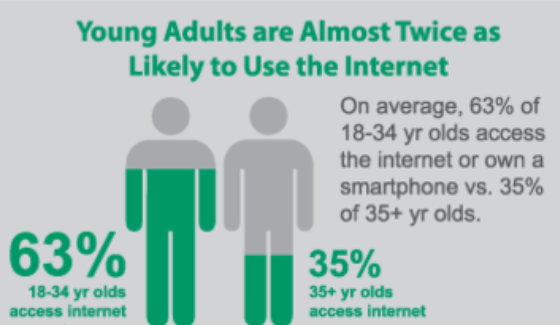 Young Adults are Almost Twice as
Likely to Use the Internet
On average, 63% of
18-34 yr olds access
the internet or own a
smartphone vs. 35%
of 35+ yr olds.
63%
18-34 yr olds
access internet
35%
35+ yr olds
access internet